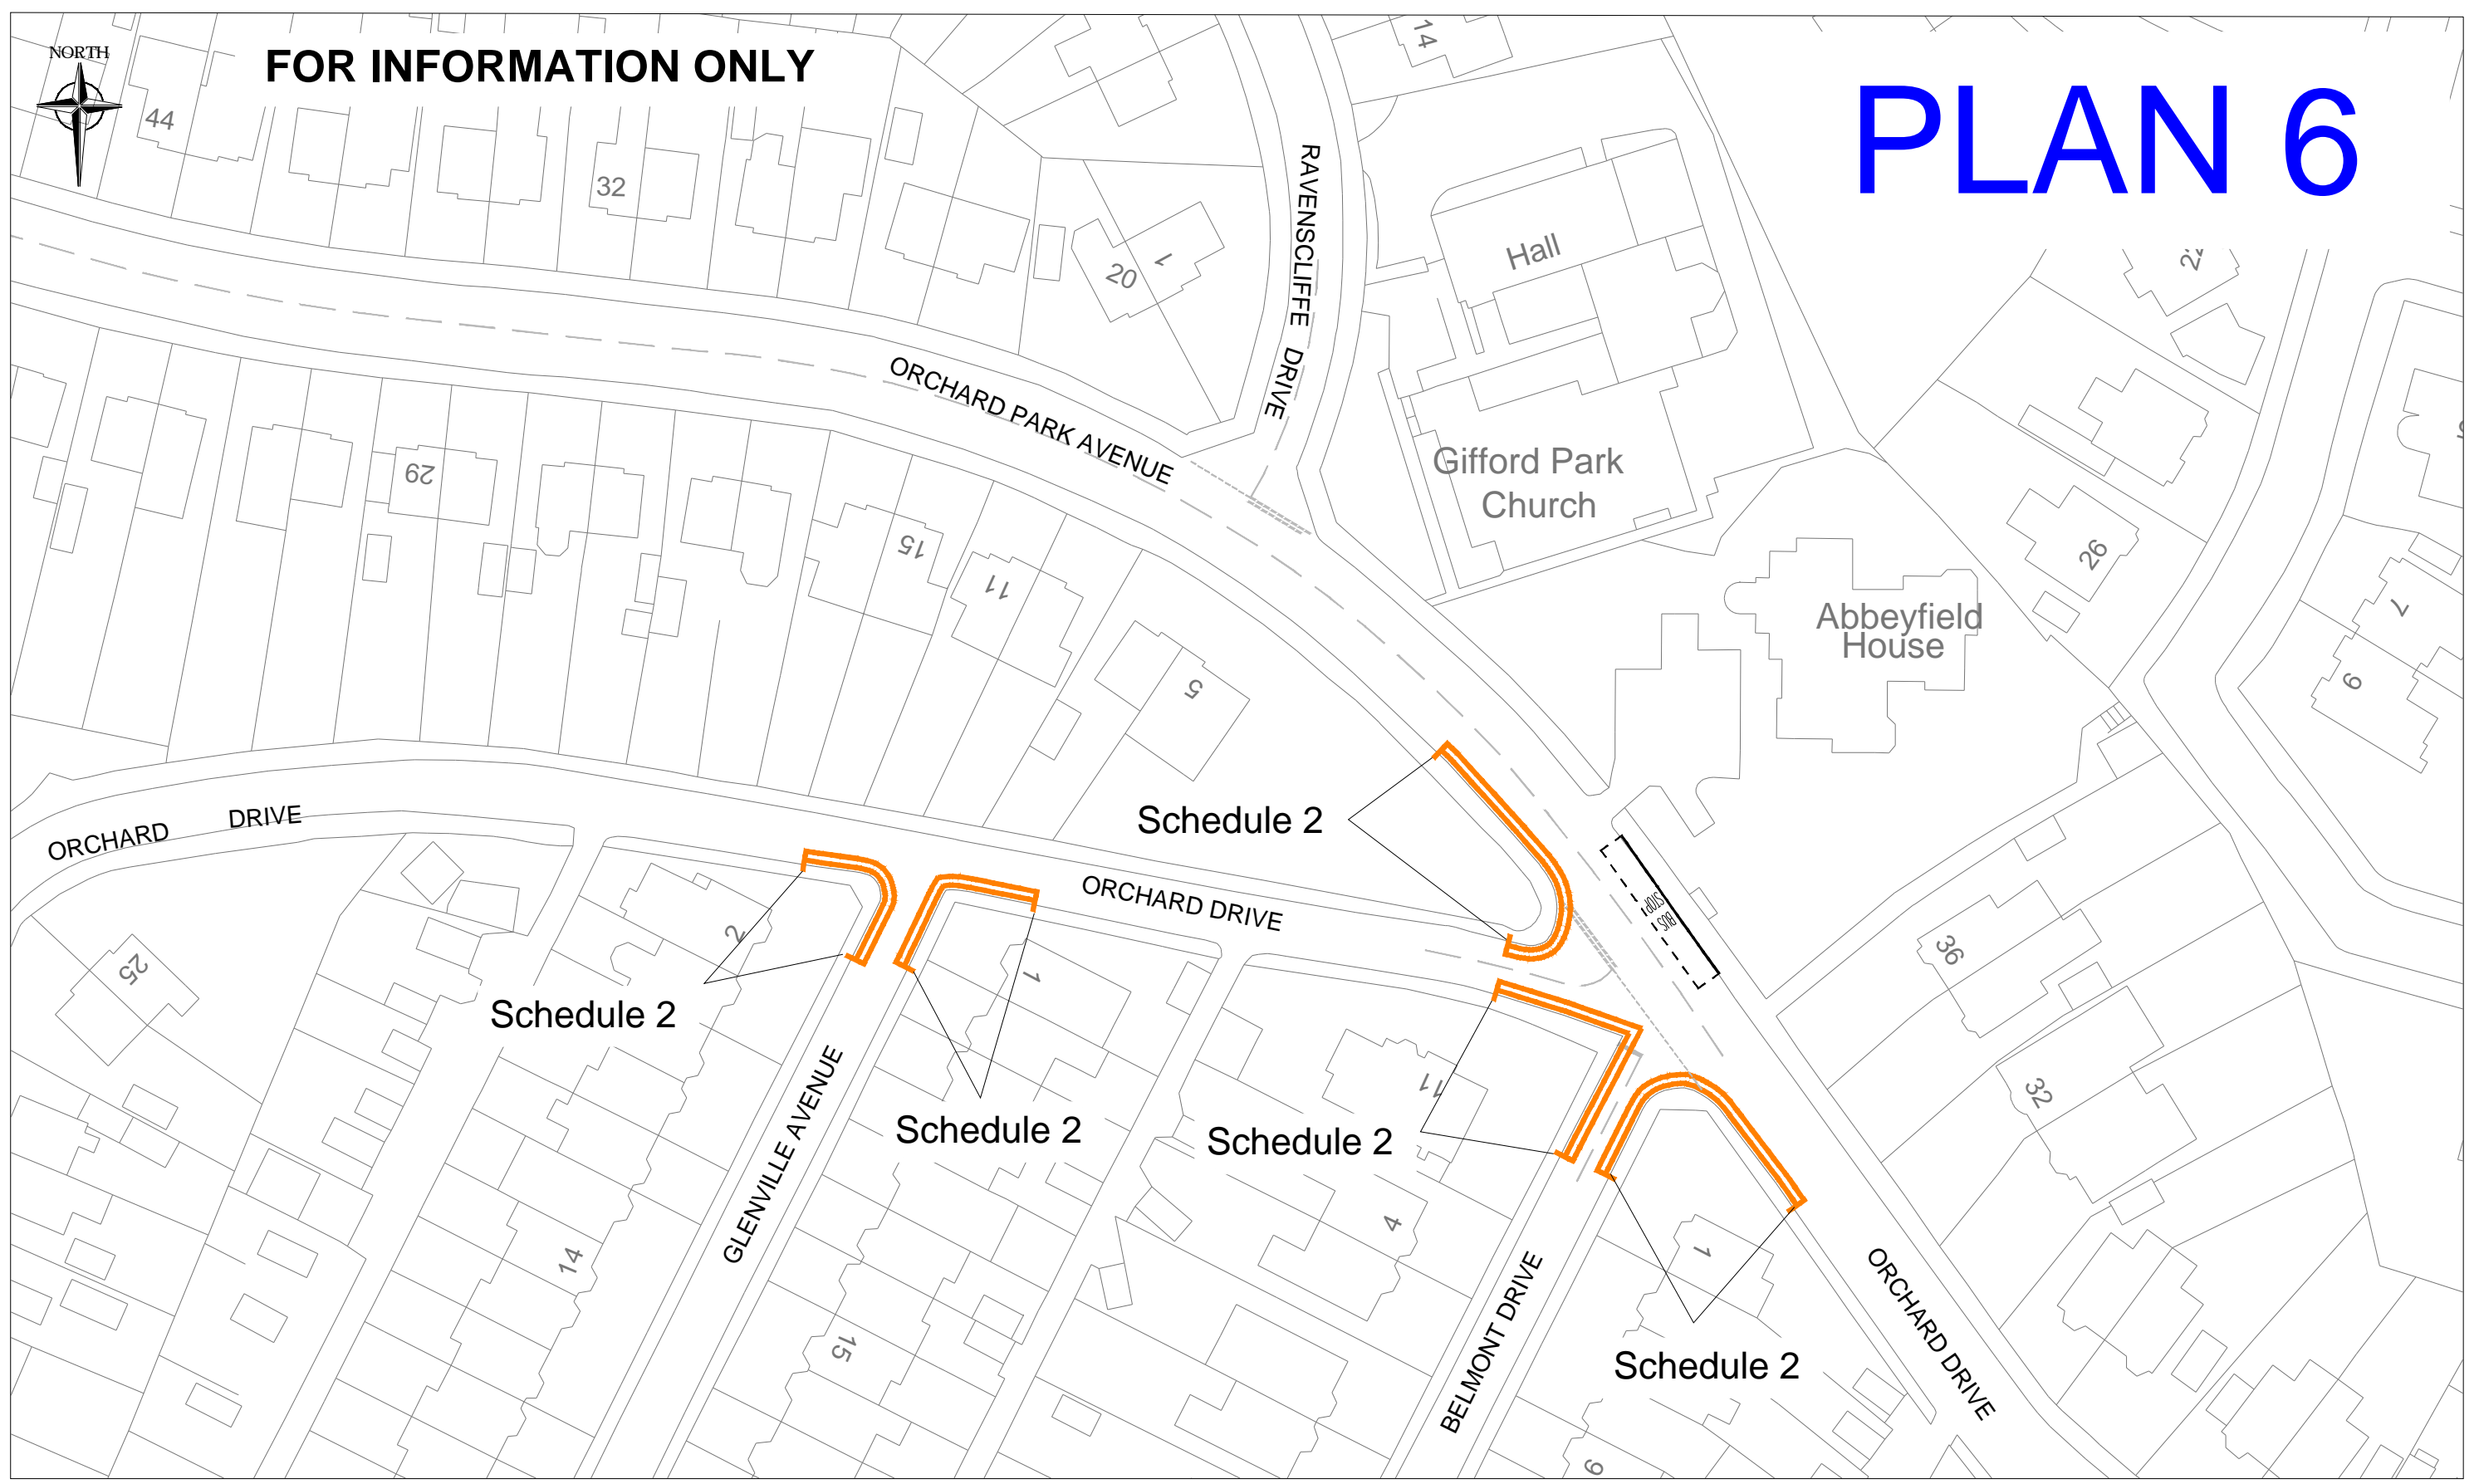 NORTH
FOR INFORMATION ONLY
PLAN 6
14
44
32
RAVENSCLIFFE DRIVE
Hall
20
1
ORCHARD PARK AVENUE
29
Gifford Park
Church
15
11
26
7
Abbeyfield
House
5
9
Schedule 2
ORCHARD DRIVE
ORCHARD DRIVE
BUS
STOP
2
1
36
25
Schedule 2
11
32
Schedule 2
Schedule 2
GLENVILLE AVENUE
4
14
1
15
BELMONT DRIVE
ORCHARD DRIVE
Schedule 2